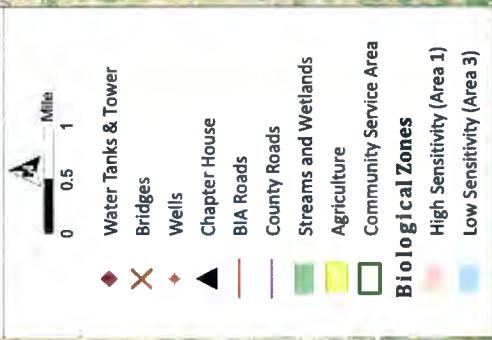 Mile
0 0.5 1
Water Tanks & Tower
Bridges
Wells
Chapter House
BIA Roads
County Roads
Streams and Wetlands
Agriculture
Community Service Area
Biological Zones
High Sensitivity (Area 1)
Low Sensitivity (Area 3)